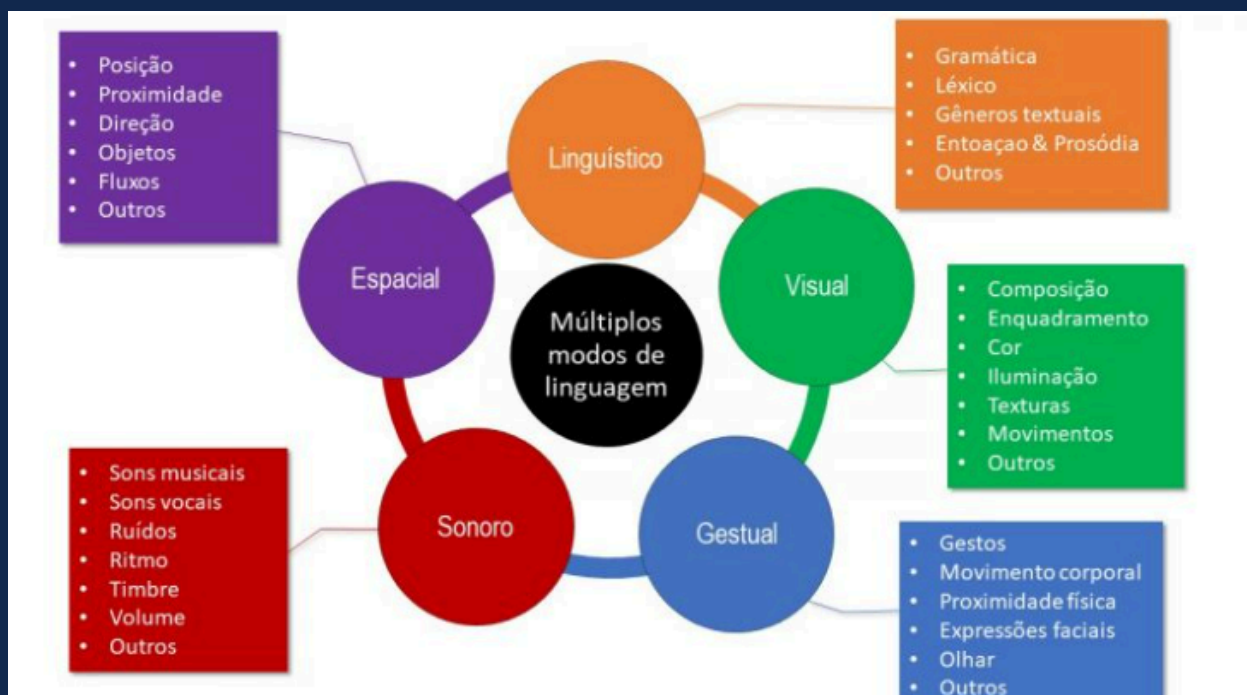 Múltiplos
modos de
linguagem
Linguístico
• Gramática
• Léxico
• Gêneros textuais
• Entoaçao & Prosódia
• Outros
Visual
• Composição
• Enquadramento
• Cor
• Iluminação
• Texturas
• Movimentos
• Outros
Gestual
• Gestos
• Movimento corporal
• Proximidade física
• Expressões faciais
• Olhar
• Outros
Sonoro
• Sons musicais
• Sons vocais
• Ruídos
• Ritmo
• Timbre
• Volume
• Outros
Espacial
• Posição
• Proximidade
• Direção
• Objetos
• Fluxos
• Outros